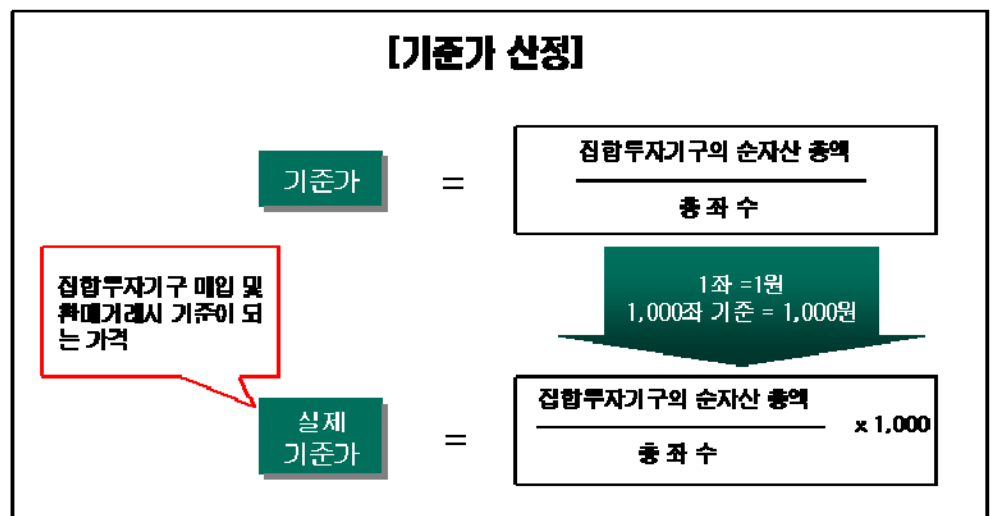 [기준가 산정]
기준가
=
집합투자기구의 순자산 총액
총 좌 수
집합투자기구 매입 및
환매거래시 기준이 되
는 가격
1좌 =1원
1,000좌 기준 = 1,000원
실제
기준가
=
집합투자기구의 순자산 총액
총 좌 수
x 1,000